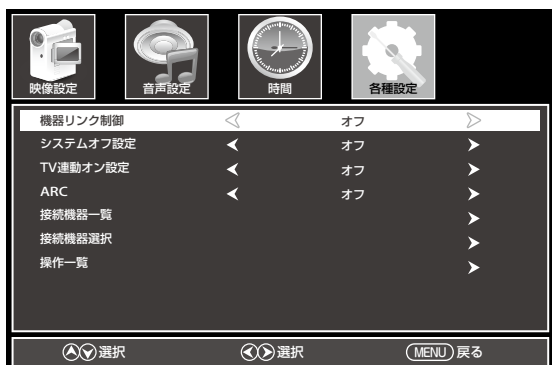 映像設定 音声設定 時間 各種設定
機器リンク制御 オフ
システムオフ設定 オフ
TV連動オン設定 オフ
ARC オフ
接続機器一覧
接続機器選択
操作一覧
選択 選択 MENU 戻る